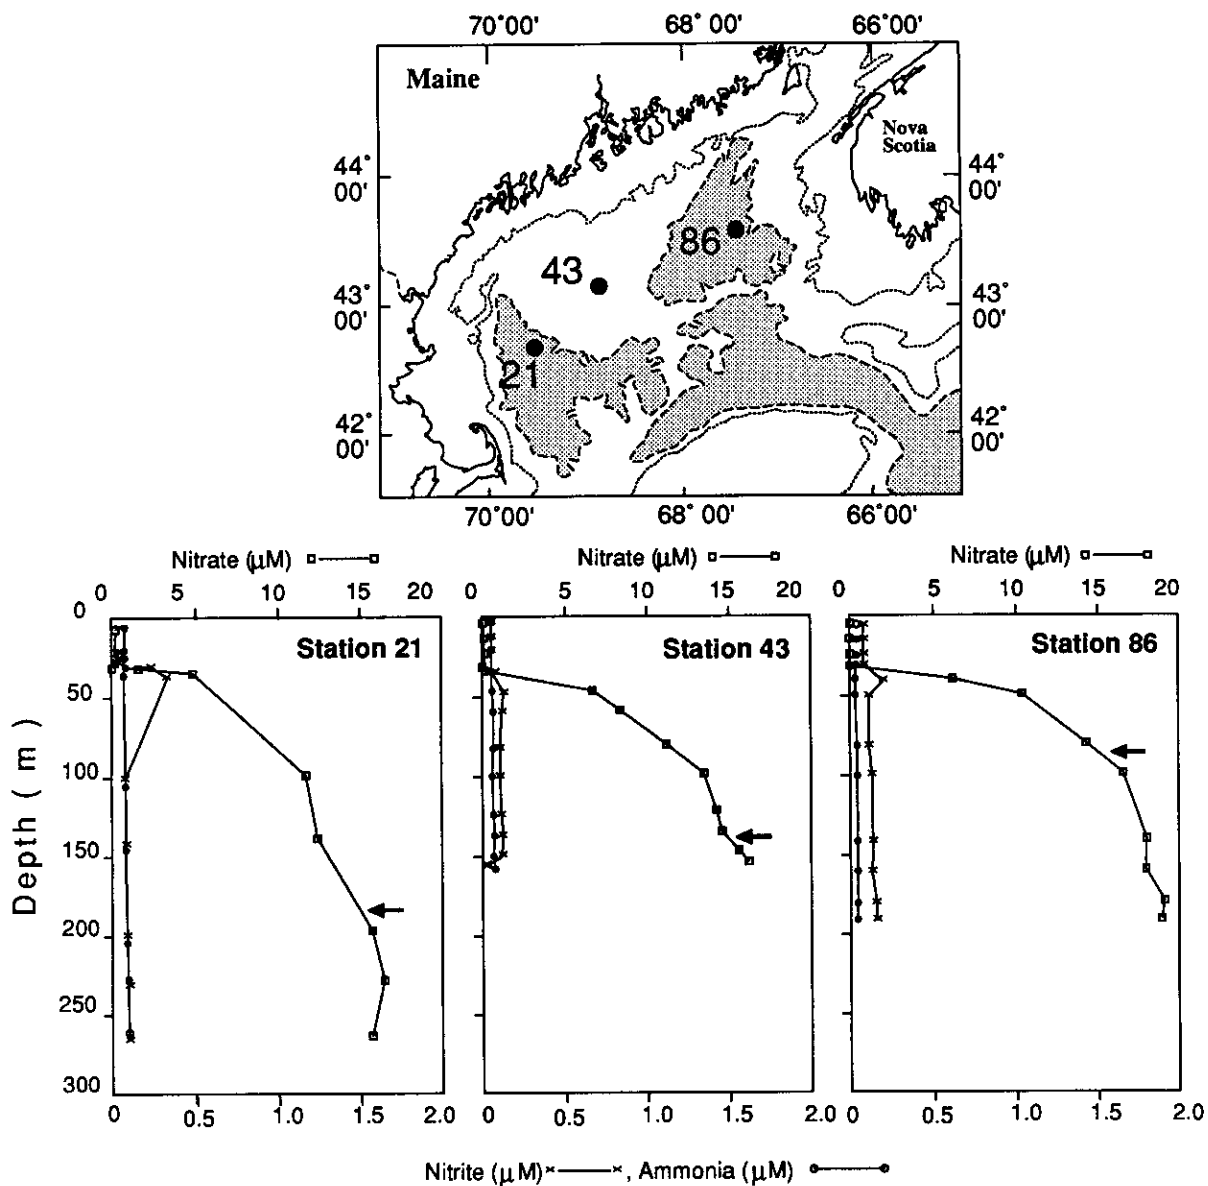 70°00' 68°00' 66°00'
Maine
Nova
Scotia
44°
00'
44°
00'
86
43
43°
00'
43°
00'
21
42°
00'
42°
00'
70°00' 68°00' 66°00'
Nitrate (μM)
Nitrate (μM)
Nitrate (μM)
0 5 10 15 20
0 5 10 15 20
0 5 10 15 20
Station 21
Station 43
Station 86
Depth ( m )
0
50
100
150
200
250
300
0 0.5 1.0 1.5 2.0
0 0.5 1.0 1.5 2.0
0 0.5 1.0 1.5 2.0
Nitrite (μM) , Ammonia (μM)